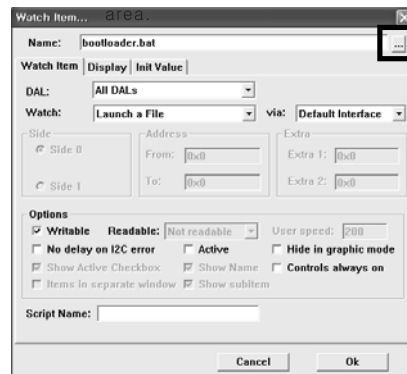 Watch Item... area.
Name: bootloader.bat ...
Watch Item Display Init Value
DAL: All DALs
Watch: Launch a File via: Default Interface
Side Address Extra
Side 0 From: 0x0 Extra 1: 0x0
Side 1 To: 0x0 Extra 2: 0x0
Options
Writable Readable: Not readable User speed: 200
No delay on I2C error Active Hide in graphic mode
Show Active Checkbox Show Name Controls always on
Items in separate window Show subitem
Script Name:
Cancel Ok